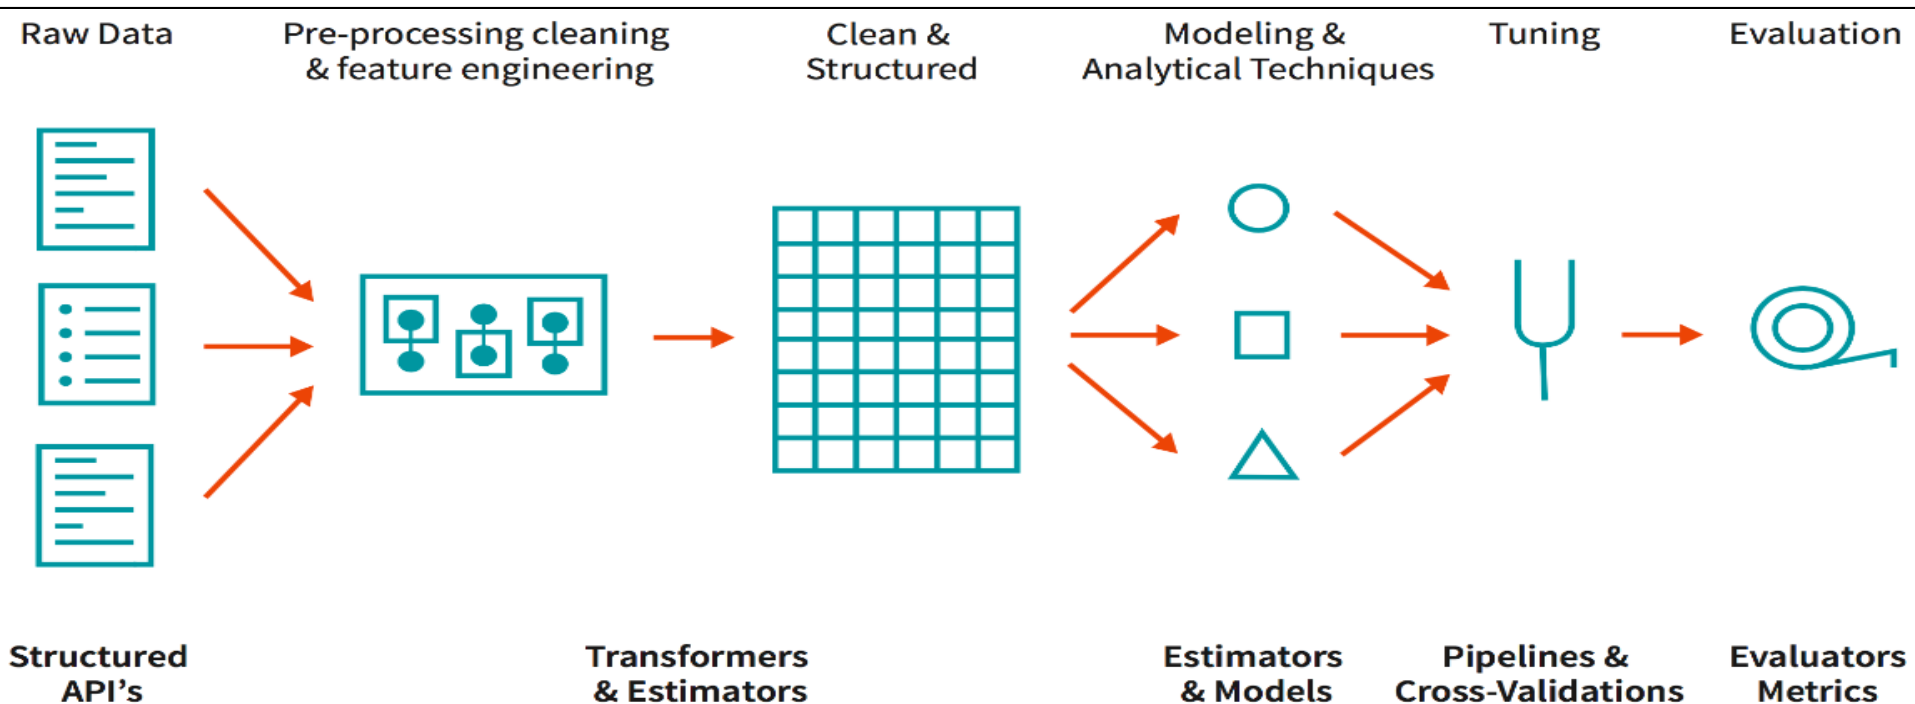 Raw Data
Pre-processing cleaning
& feature engineering
Clean &
Structured
Modeling &
Analytical Techniques
Tuning
Evaluation
Structured
API’s
Transformers
& Estimators
Estimators
& Models
Pipelines &
Cross-Validations
Evaluators
Metrics